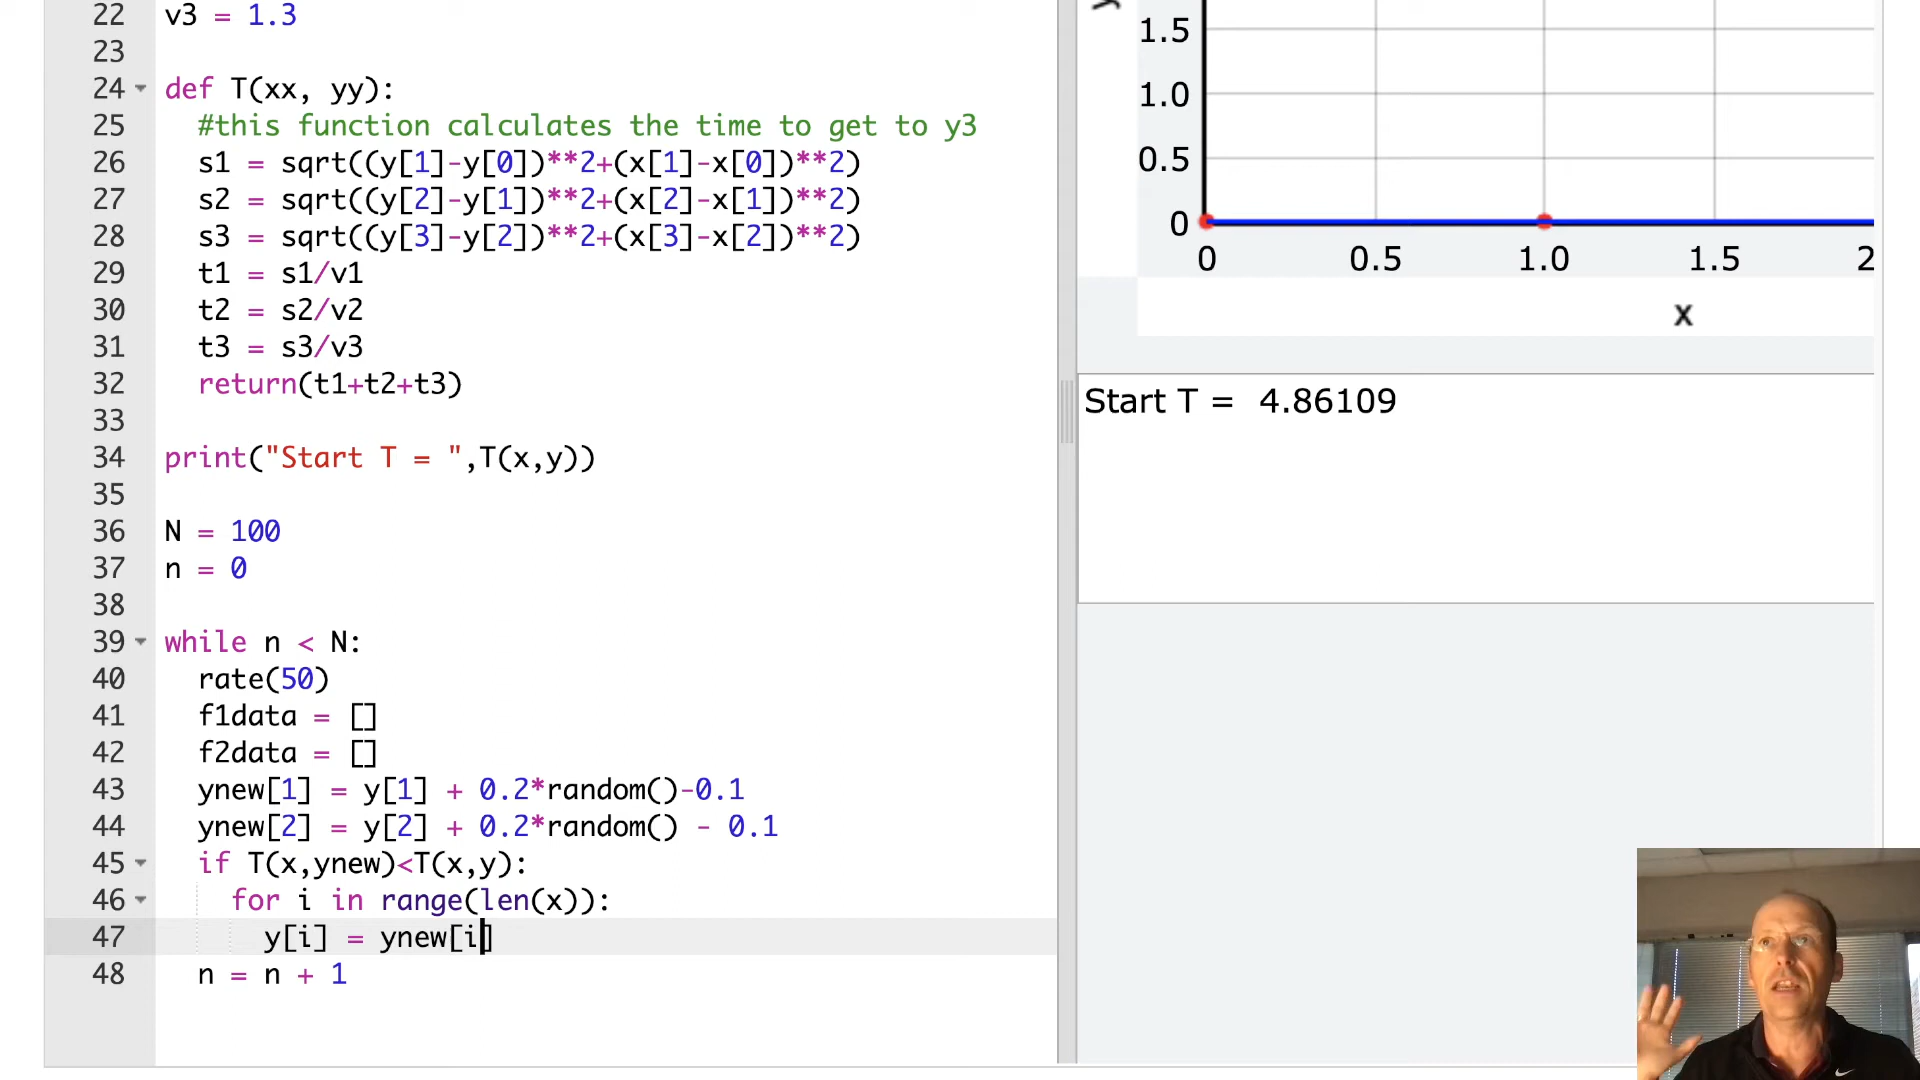 22 v3 = 1.3
23
24 def T(xx, yy):
25 #this function calculates the time to get to y3
26 s1 = sqrt((y[1]-y[0])**2+(x[1]-x[0])**2)
27 s2 = sqrt((y[2]-y[1])**2+(x[2]-x[1])**2)
28 s3 = sqrt((y[3]-y[2])**2+(x[3]-x[2])**2)
29 t1 = s1/v1
30 t2 = s2/v2
31 t3 = s3/v3
32 return(t1+t2+t3)
33
34 print("Start T = ",T(x,y))
35
36 N = 100
37 n = 0
38
39 while n < N:
40 rate(50)
41 f1data = []
42 f2data = []
43 ynew[1] = y[1] + 0.2*random()-0.1
44 ynew[2] = y[2] + 0.2*random() - 0.1
45 if T(x,ynew)<T(x,y):
46 for i in range(len(x)):
47 y[i] = ynew[i]
48 n = n + 1
y
1.5
1.0
0.5
0
0 0.5 1.0 1.5 2
x
Start T = 4.86109